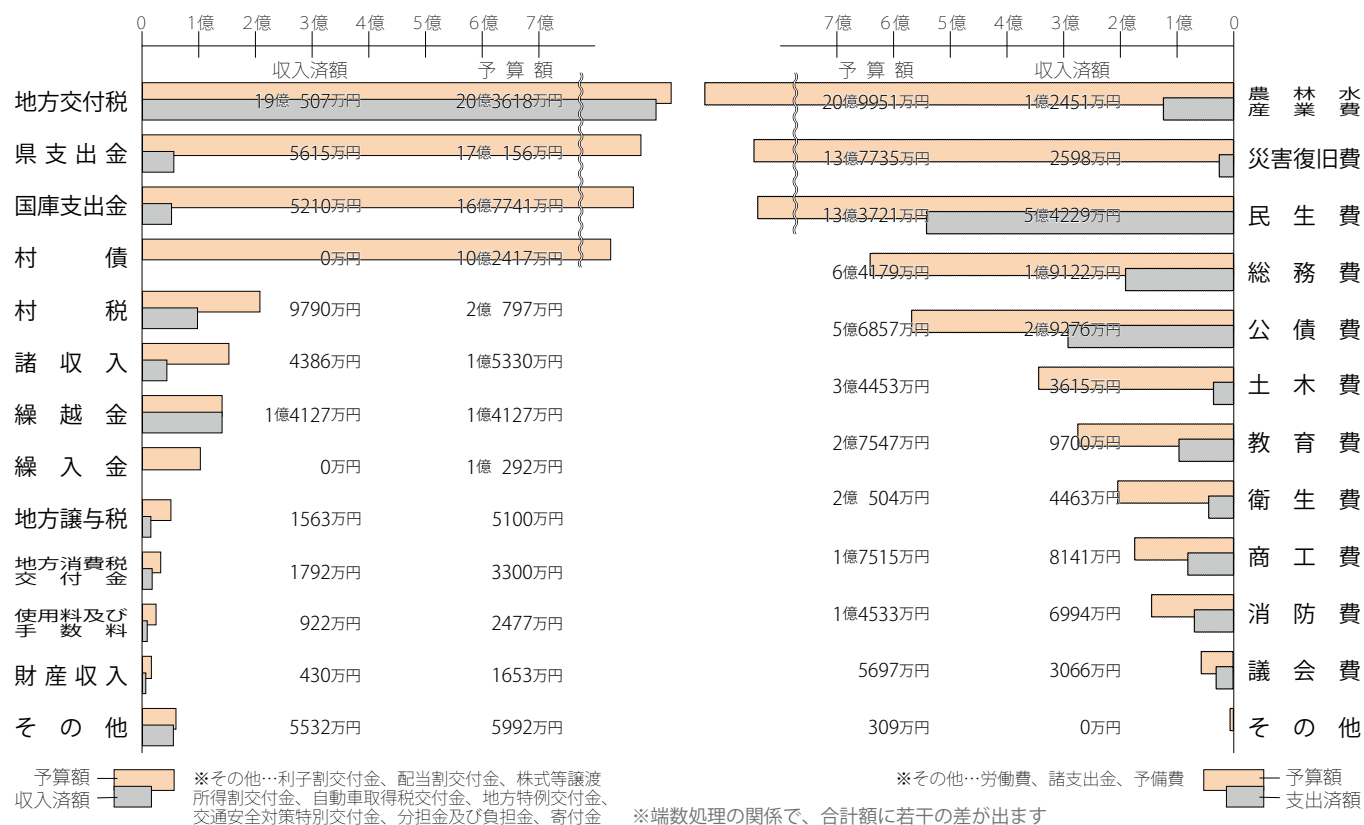 0 1億 2億 3億 4億 5億 6億 7億
収入済額 予算額
地方交付税 19億 507万円 20億3618万円
県支出金 5615万円 17億 156万円
国庫支出金 5210万円 16億7741万円
村債 0万円 10億2417万円
村税 9790万円 2億 797万円
諸収入 4386万円 1億5330万円
繰越金 1億4127万円 1億4127万円
繰入金 0万円 1億 292万円
地方譲与税 1563万円 5100万円
地方消費税
交付金 1792万円 3300万円
使用料及び
手数料 922万円 2477万円
財産収入 430万円 1653万円
その他 5532万円 5992万円
予算額
収入済額
※その他…利子割交付金、配当割交付金、株式等譲渡
所得割交付金、自動車取得税交付金、地方特例交付金、
交通安全対策特別交付金、分担金及び負担金、寄付金
7億 6億 5億 4億 3億 2億 1億 0
予算額 収入済額
20億9951万円 1億2451万円 農林水
産業費
13億7735万円 2598万円 災害復旧費
13億3721万円 5億4229万円 民生費
6億4179万円 1億9122万円 総務費
5億6857万円 2億9276万円 公債費
3億4453万円 3615万円 土木費
2億7547万円 9700万円 教育費
2億 504万円 4463万円 衛生費
1億7515万円 8141万円 商工費
1億4533万円 6994万円 消防費
5697万円 3066万円 議会費
309万円 0万円 その他
※その他…労働費、諸支出金、予備費
予算額
支出済額
※端数処理の関係で、合計額に若干の差が出ます